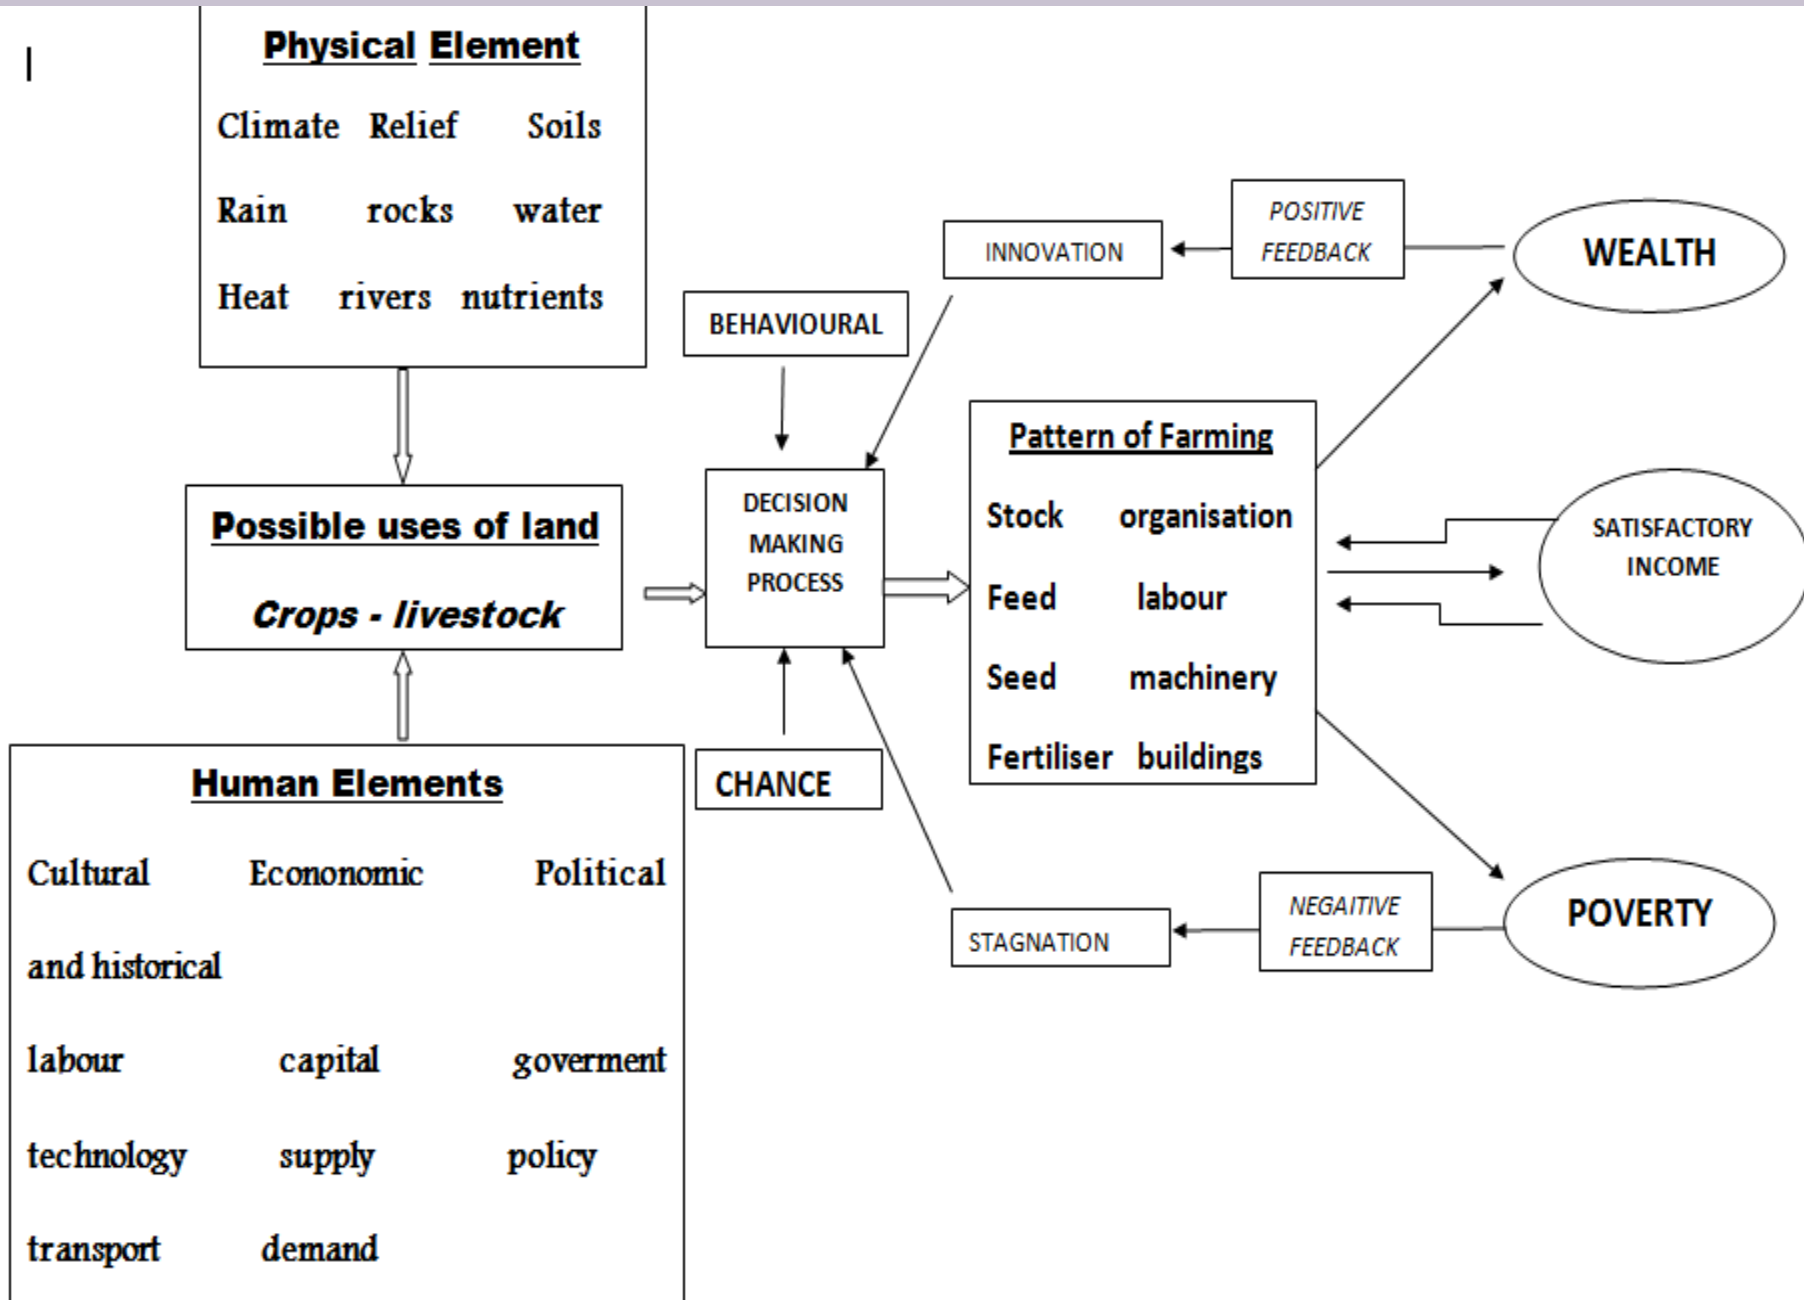 Physical Element
Climate Relief Soils
Rain rocks water
Heat rivers nutrients
Possible uses of land
Crops - livestock
Human Elements
Cultural Econonomic Political
and historical
labour capital goverment
technology supply policy
transport demand
BEHAVIOURAL
DECISION
MAKING
PROCESS
CHANCE
INNOVATION
POSITIVE
FEEDBACK
WEALTH
Pattern of Farming
Stock organisation
Feed labour
Seed machinery
Fertiliser buildings
SATISFACTORY
INCOME
STAGNATION
NEGAITIVE
FEEDBACK
POVERTY